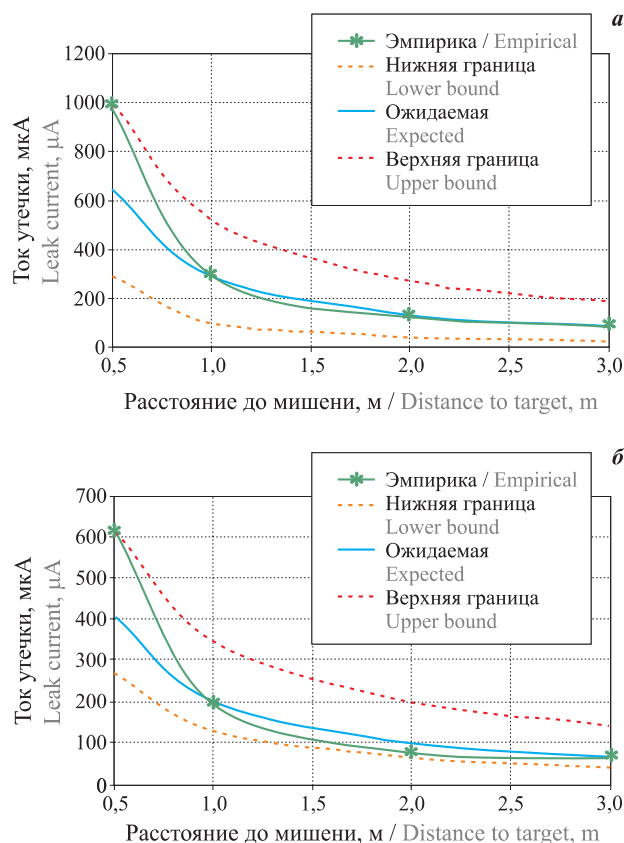 а
Эмпирика / Empirical
Нижняя граница
Lower bound
Ожидаемая
Expected
Верхняя граница
Upper bound
Ток утечки, мкА
Leak current, μA
1200
1000
800
600
400
200
0
0,5 1,0 1,5 2,0 2,5 3,0
Расстояние до мишени, м / Distance to target, m
б
Эмпирика / Empirical
Нижняя граница
Lower bound
Ожидаемая
Expected
Верхняя граница
Upper bound
Ток утечки, мкА
Leak current, μA
700
600
500
400
300
200
100
0
0,5 1,0 1,5 2,0 2,5 3,0
Расстояние до мишени, м / Distance to target, m